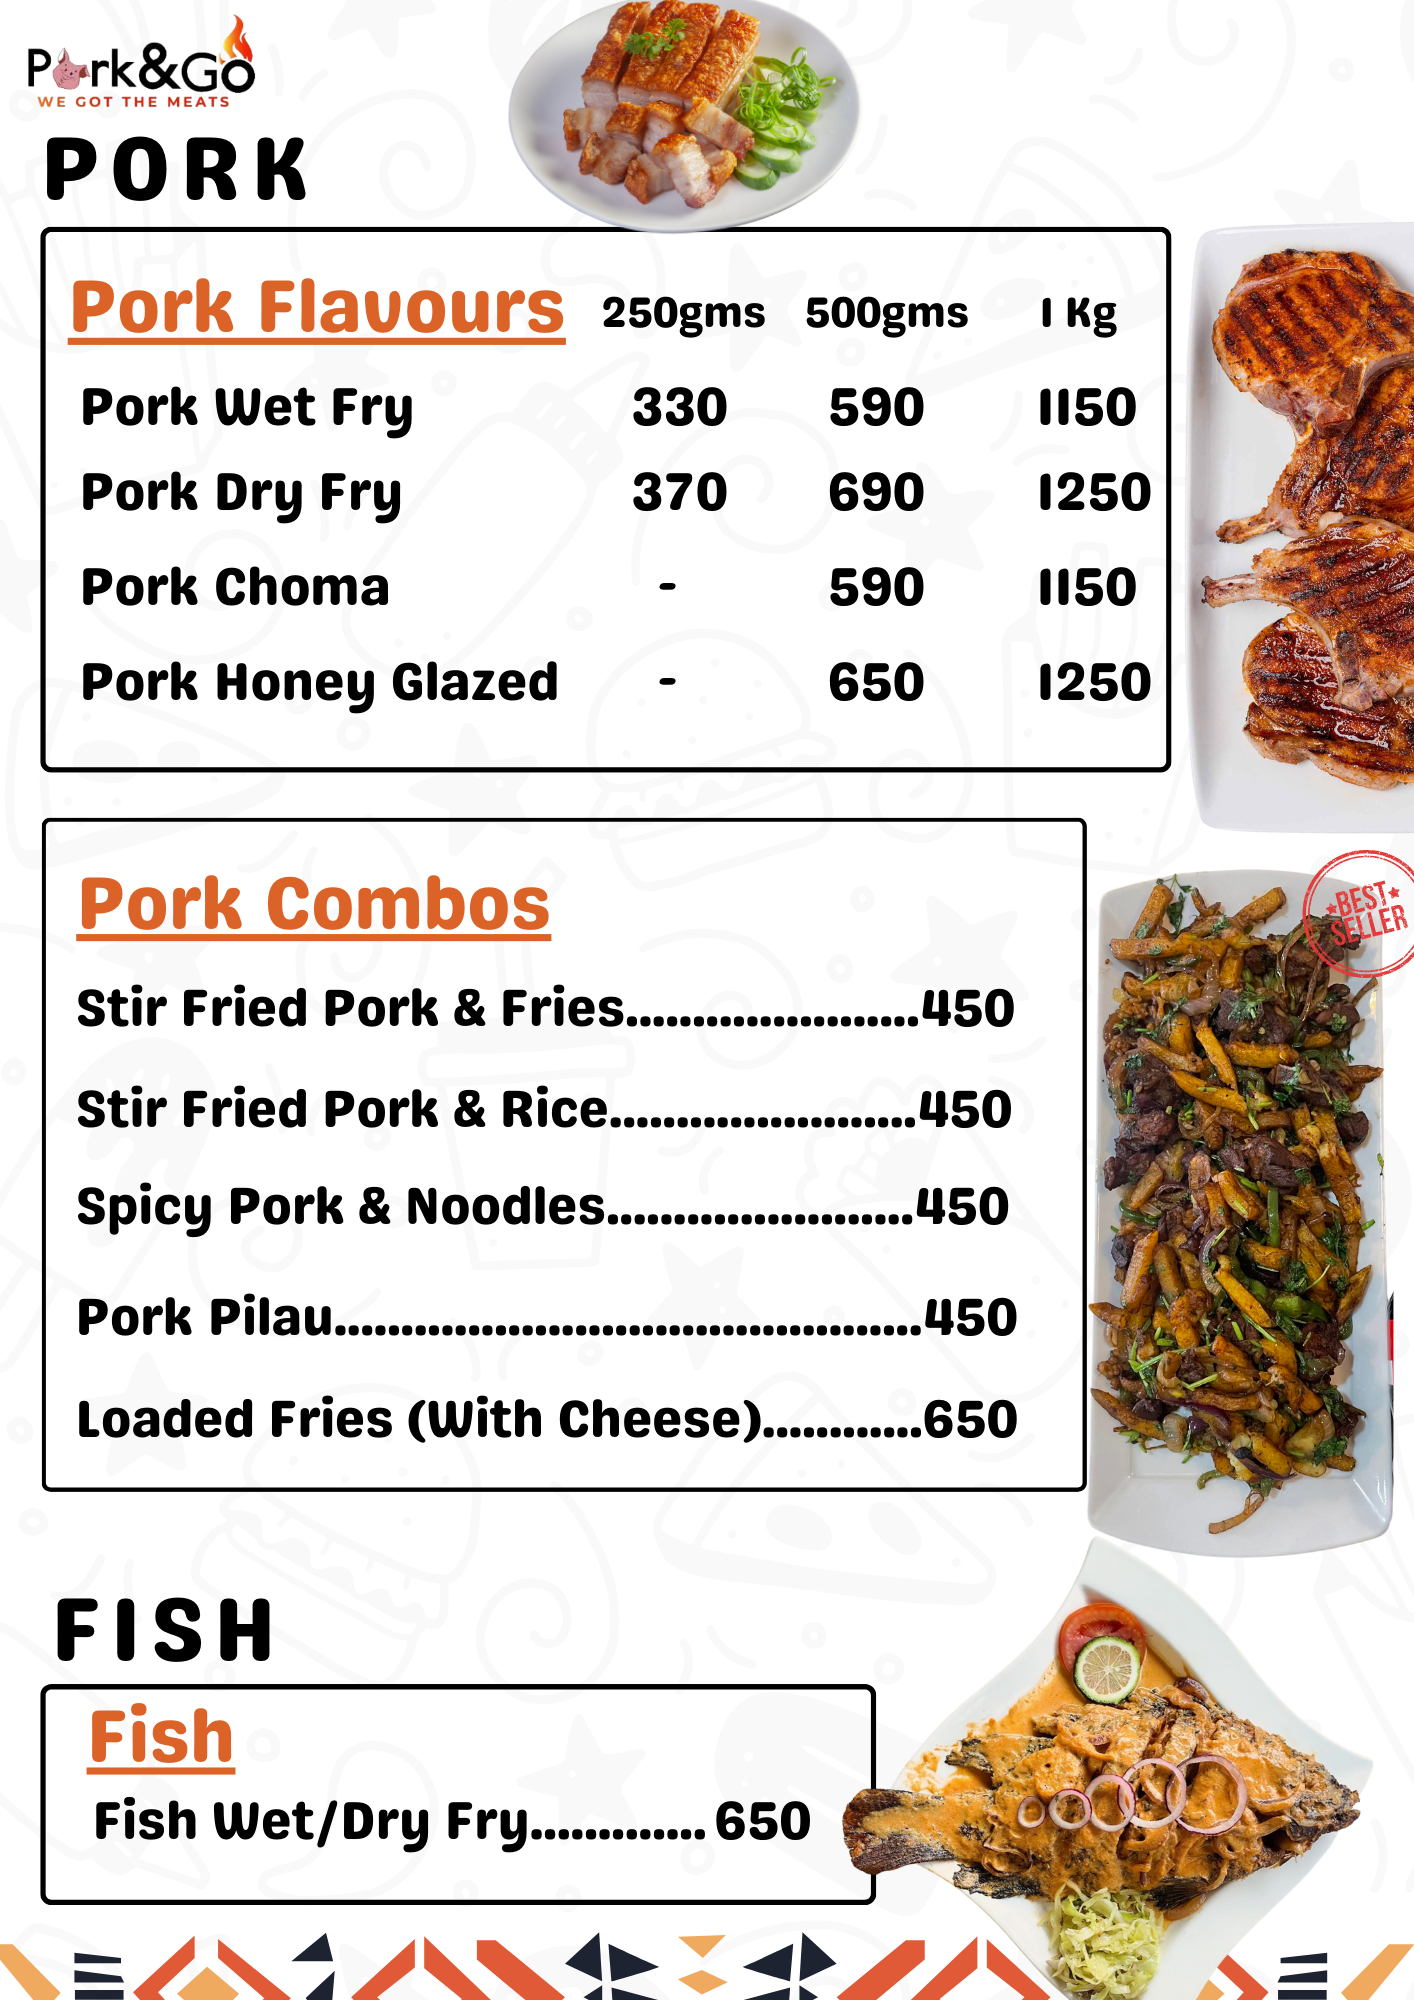 Pork&Go
WE GOT THE MEATS
PORK
Pork Flavours 250gms 500gms 1 Kg
Pork Wet Fry 330 590 1150
Pork Dry Fry 370 690 1250
Pork Choma - 590 1150
Pork Honey Glazed - 650 1250
Pork Combos
BEST
SELLER
Stir Fried Pork & Fries......................450
Stir Fried Pork & Rice.......................450
Spicy Pork & Noodles.......................450
Pork Pilau............................................450
Loaded Fries (With Cheese)............650
FISH
Fish
Fish Wet/Dry Fry............. 650